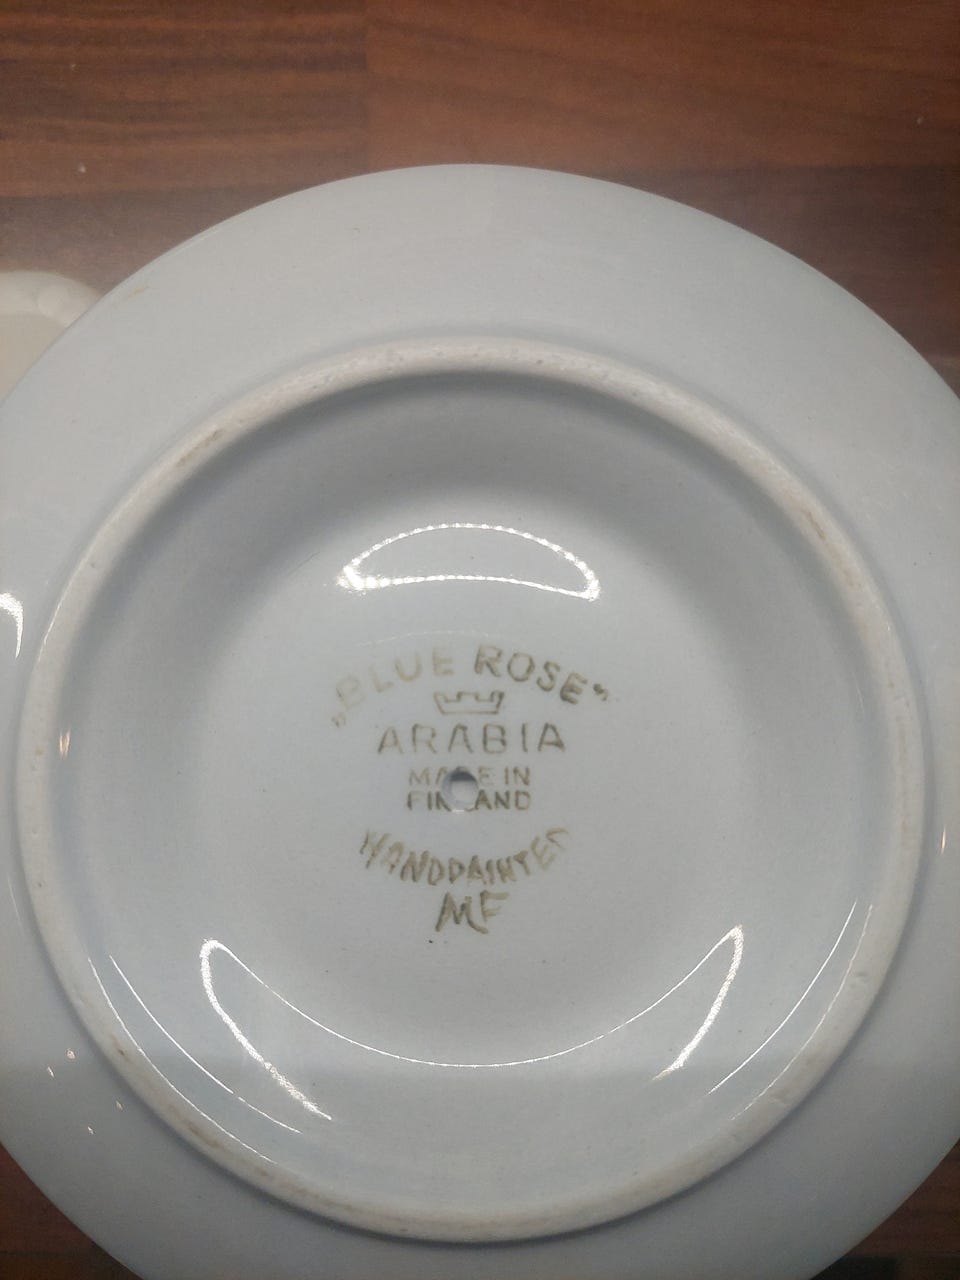 „BLUE ROSE"
ARABIA
MADE IN
FINLAND
HANDPAINTED
MF